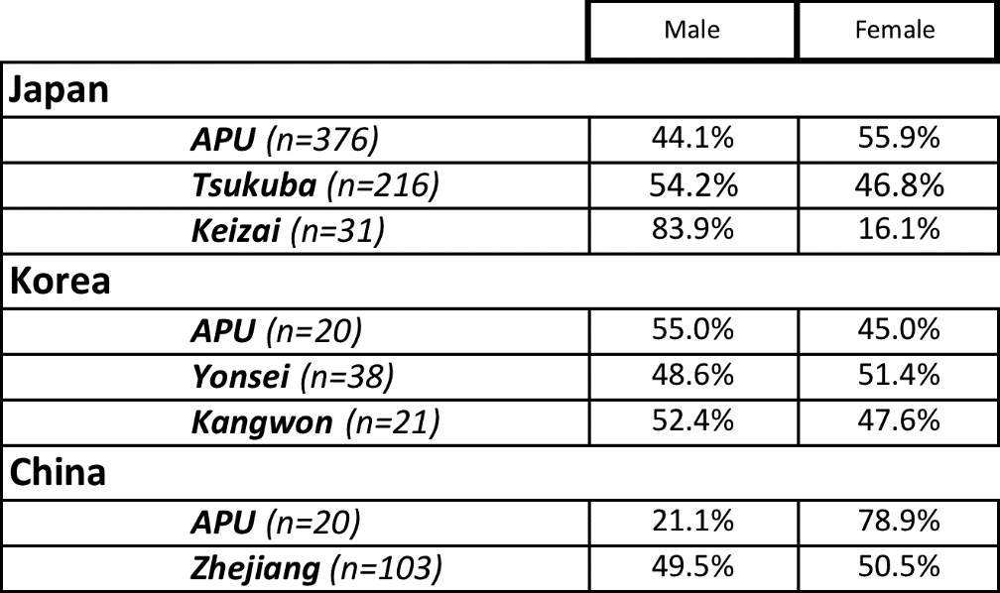 Male Female
Japan
APU (n=376) 44.1% 55.9%
Tsukuba (n=216) 54.2% 46.8%
Keizai (n=31) 83.9% 16.1%
Korea
APU (n=20) 55.0% 45.0%
Yonsei (n=38) 48.6% 51.4%
Kangwon (n=21) 52.4% 47.6%
China
APU (n=20) 21.1% 78.9%
Zhejiang (n=103) 49.5% 50.5%